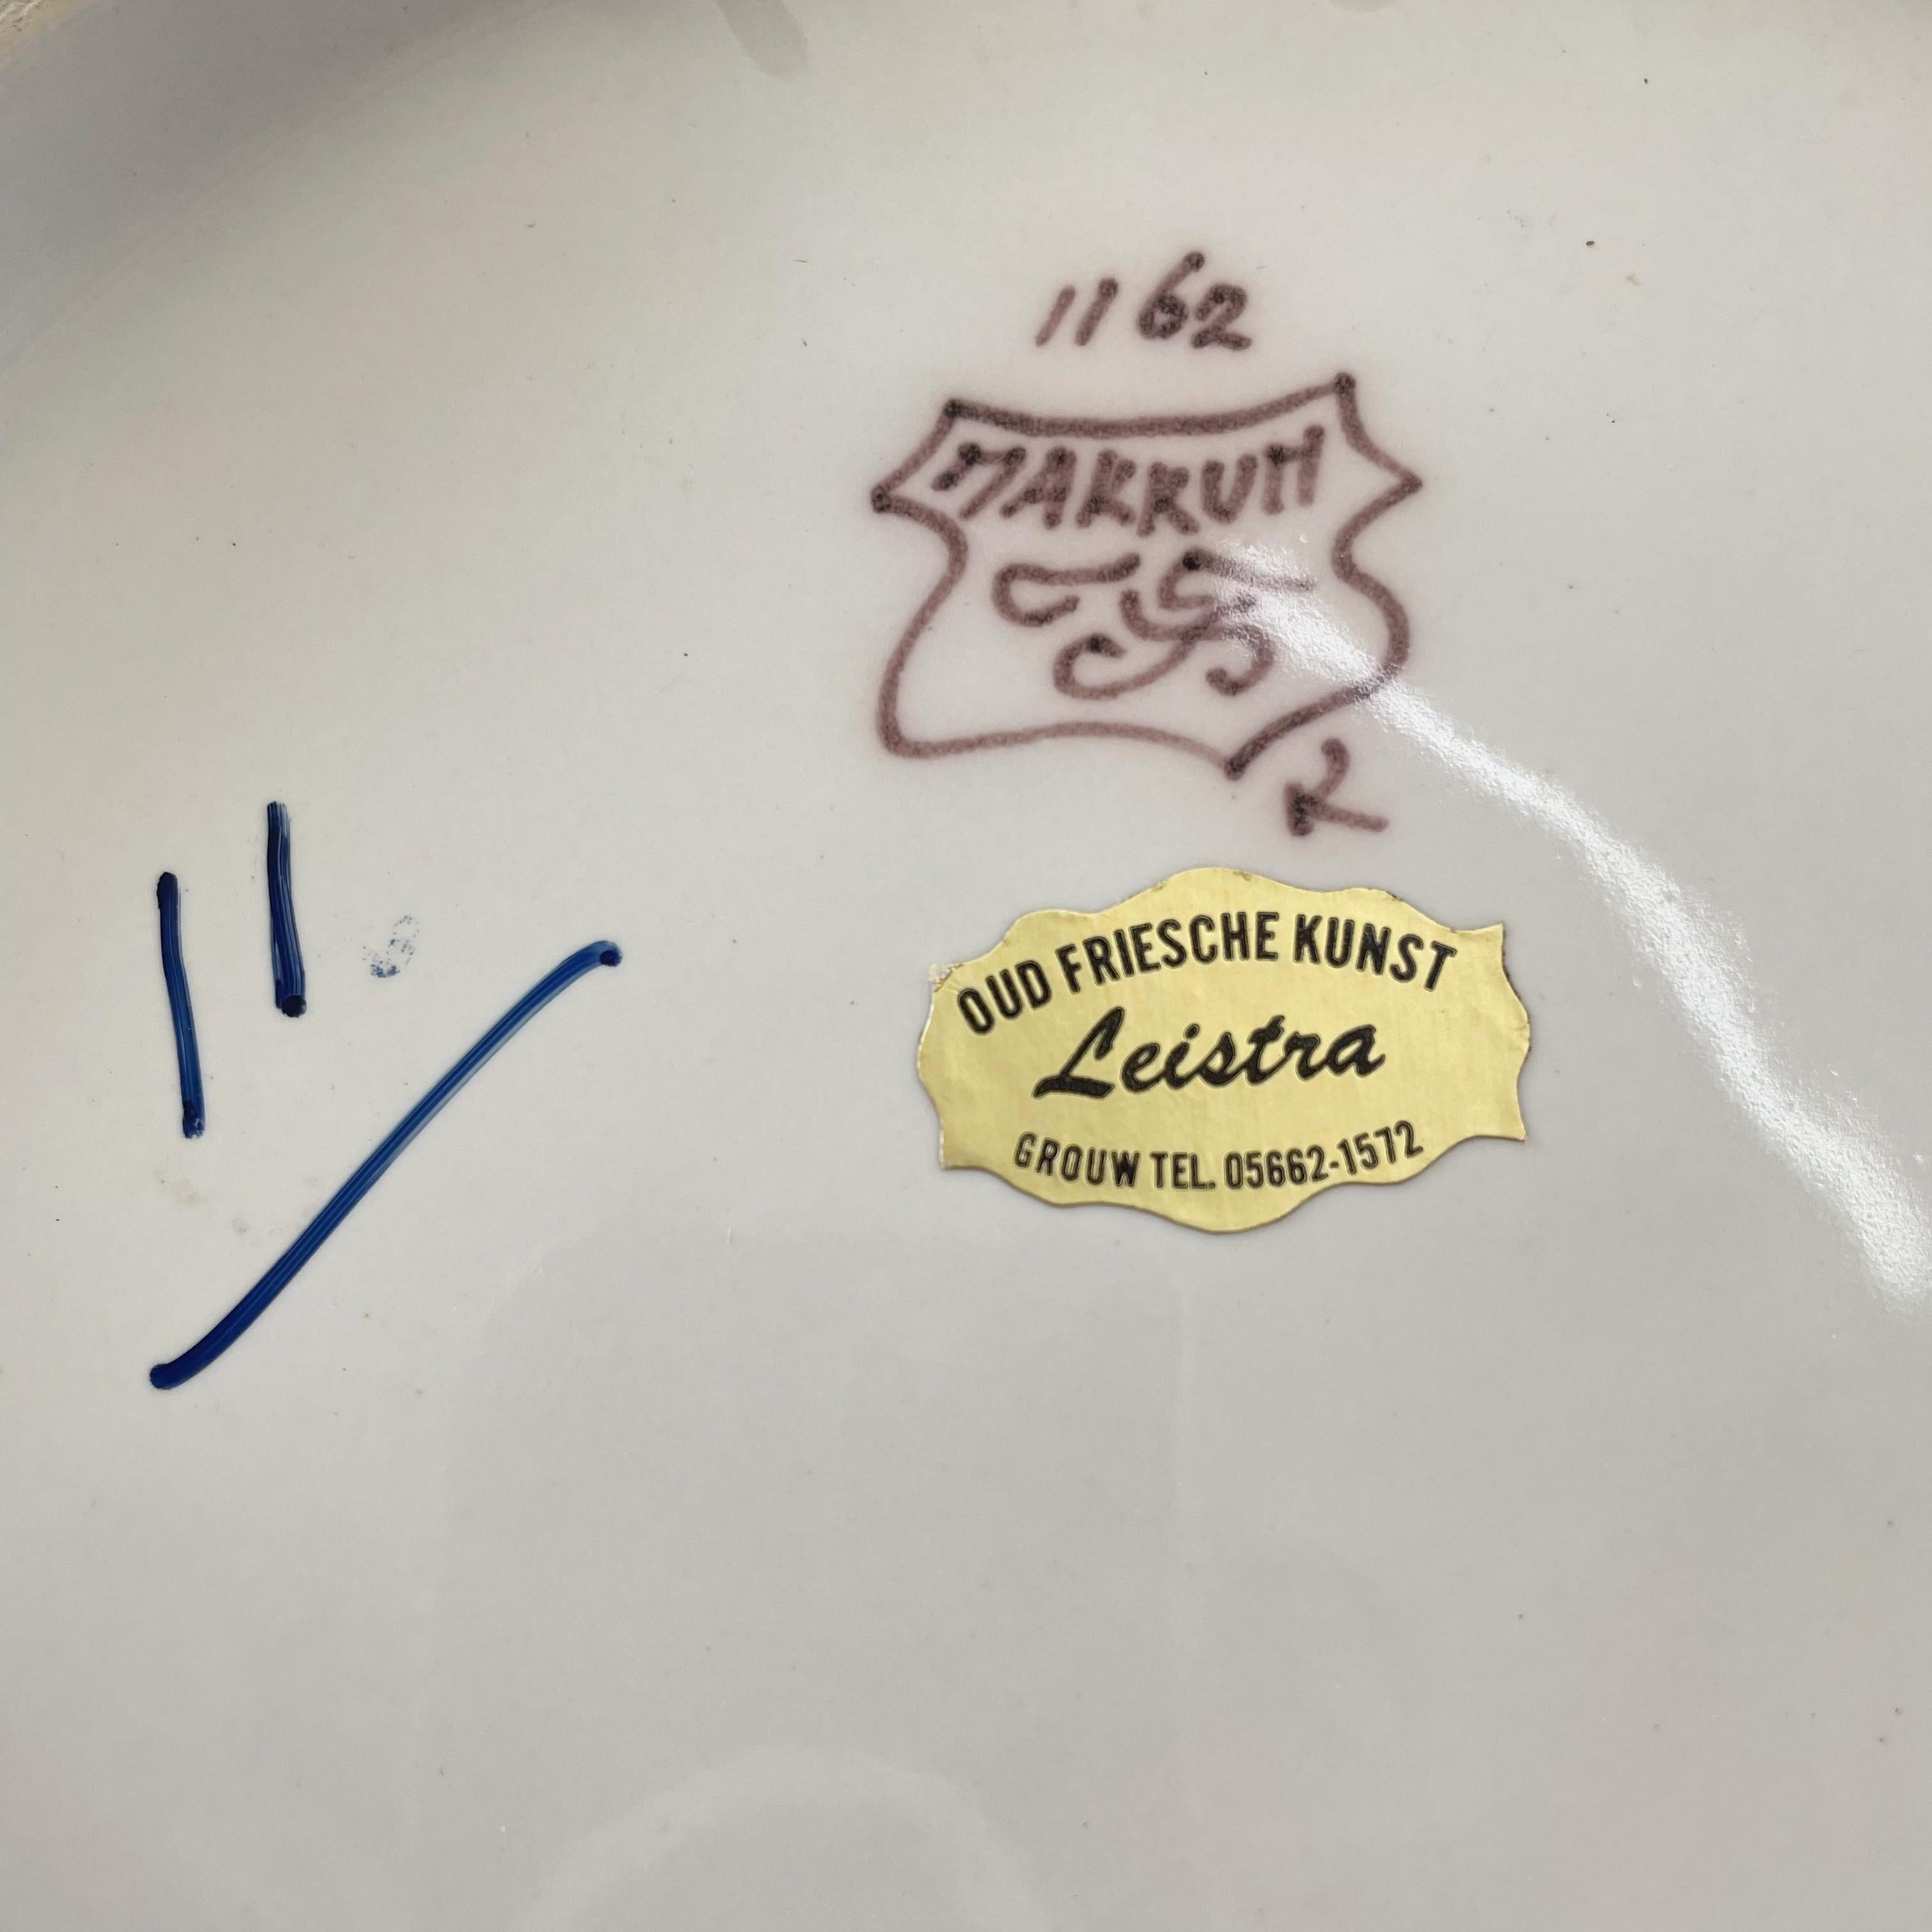 1162
MAKKUM
R
OUD FRIESCHE KUNST
Leistra
GROUW TEL. 05662-1572